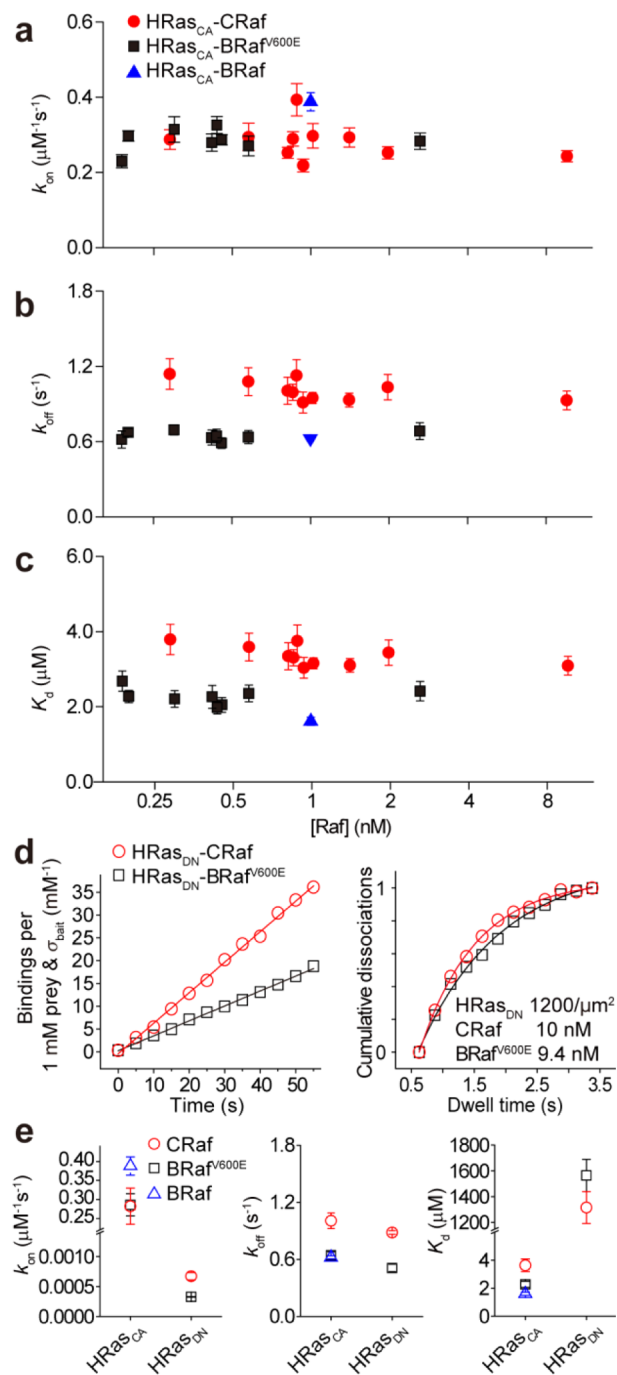 a
HRasCA-CRaf
HRasCA-BRafV600E
HRasCA-BRaf
0.6
0.4
0.2
0.0
kon (μM-1s-1)
b
1.8
1.2
0.6
0.0
koff (s-1)
c
6.0
4.0
2.0
0.0
Kd (μM)
0.25 0.5 1 2 4 8
[Raf] (nM)
d
HRasDN-CRaf
HRasDN-BRafV600E
Bindings per
1 mM prey & σbait (mM-1)
35
30
25
20
15
10
5
0
0 10 20 30 40 50
Time (s)
Cumulative dissociations
1
0
HRasDN 1200/μm2
CRaf 10 nM
BRafV600E 9.4 nM
0.5 1.5 2.5 3.5
Dwell time (s)
e
CRaf
BRafV600E
BRaf
kon (μM-1s-1)
0.40
0.35
0.30
0.25
0.0010
0.0005
0.0000
HRasCA HRasDN
koff (s-1)
1.8
1.2
0.6
0.0
HRasCA HRasDN
Kd (μM)
1600
1400
1200
4
2
0
HRasCA HRasDN